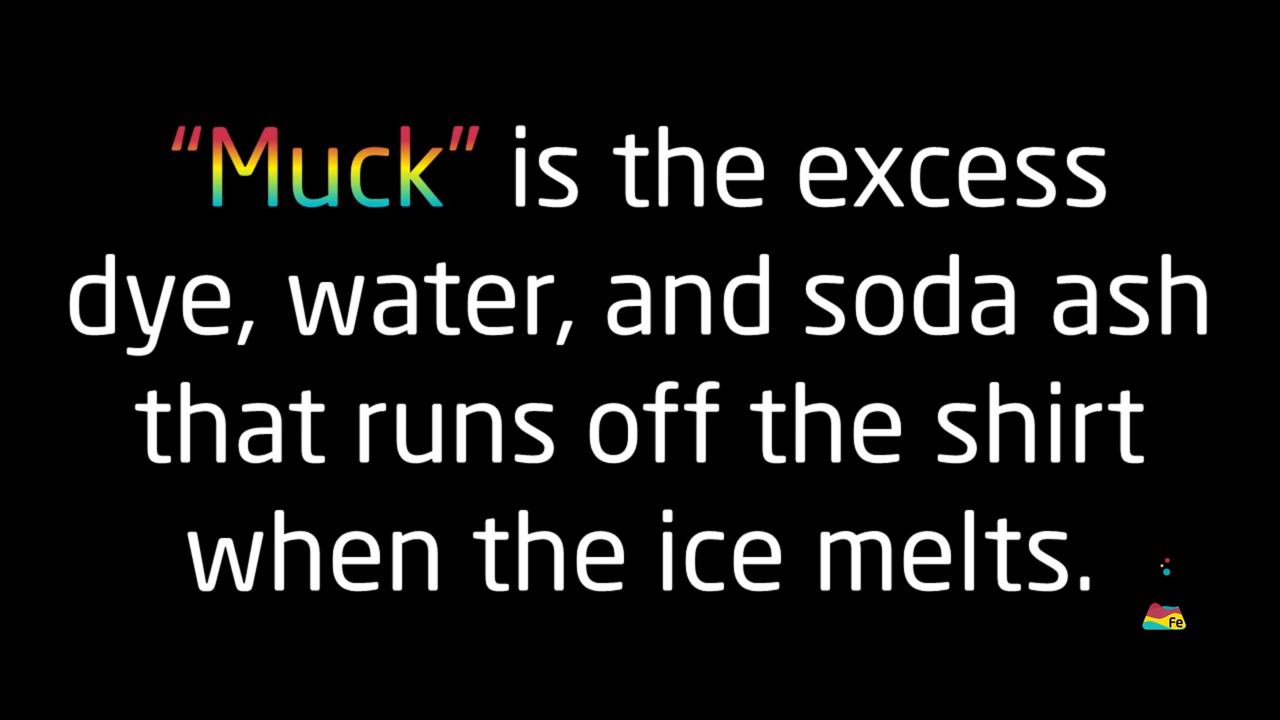 “Muck” is the excess
dye, water, and soda ash
that runs off the shirt
when the ice melts.
Fe